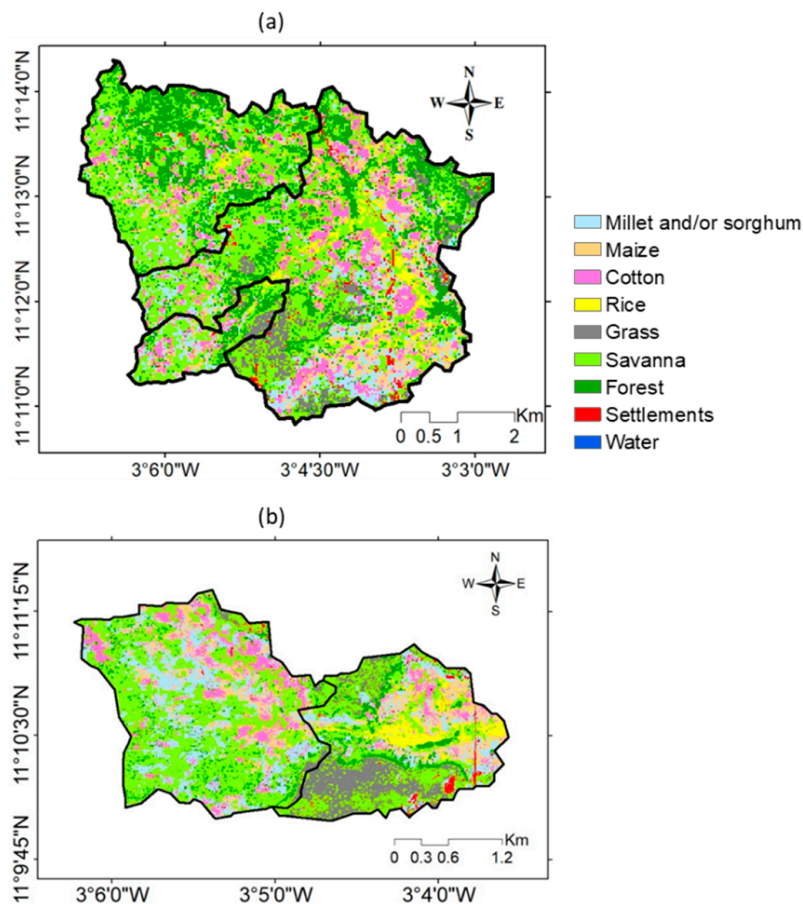 (a)
11°14'0"N
11°13'0"N
11°12'0"N
11°11'0"N
N
W E
S
Km
0 0.5 1 2
3°6'0"W 3°4'30"W 3°3'0"W
Millet and/or sorghum
Maize
Cotton
Rice
Grass
Savanna
Forest
Settlements
Water
(b)
11°11'15"N
11°10'30"N
11°9'45"N
N
W E
S
Km
0 0.3 0.6 1.2
3°6'0"W 3°5'0"W 3°4'0"W